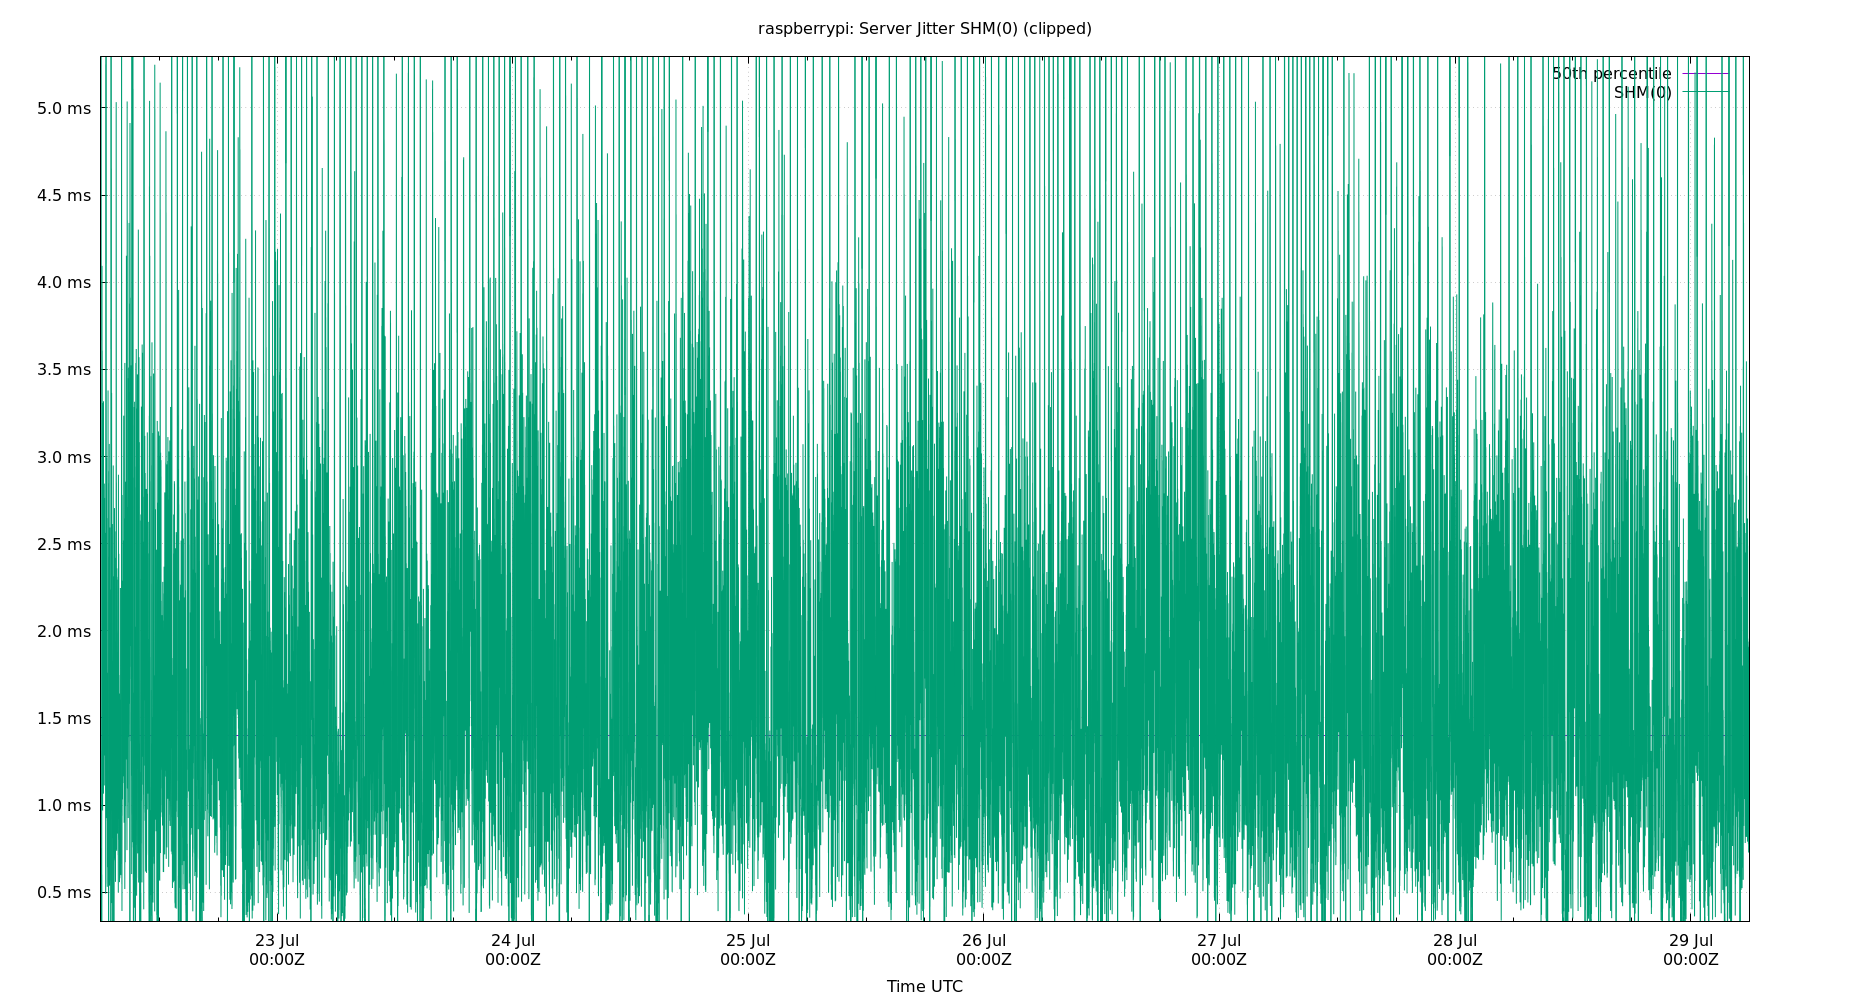 raspberrypi: Server Jitter SHM(0) (clipped)
50th percentile
SHM(0)
5.0 ms
4.5 ms
4.0 ms
3.5 ms
3.0 ms
2.5 ms
2.0 ms
1.5 ms
1.0 ms
0.5 ms
23 Jul 24 Jul 25 Jul 26 Jul 27 Jul 28 Jul 29 Jul
00:00Z 00:00Z 00:00Z 00:00Z 00:00Z 00:00Z 00:00Z
Time UTC